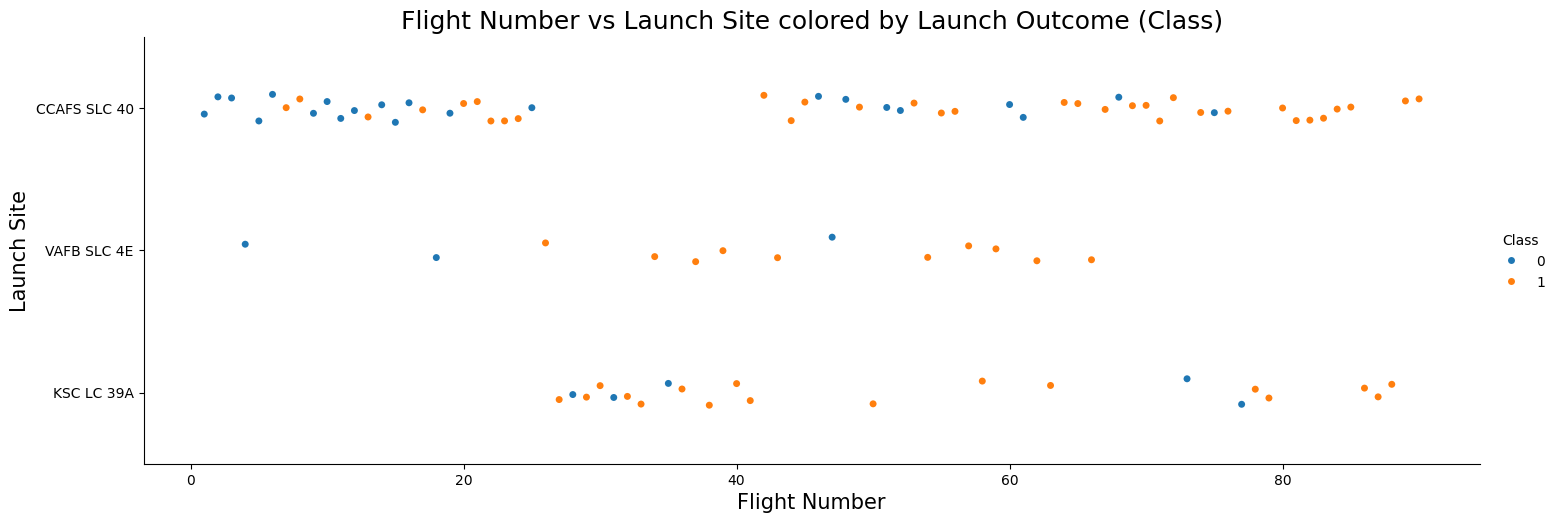 Flight Number vs Launch Site colored by Launch Outcome (Class)
Launch Site
CCAFS SLC 40
VAFB SLC 4E
KSC LC 39A
0
20
40
60
80
Flight Number
Class
0
1